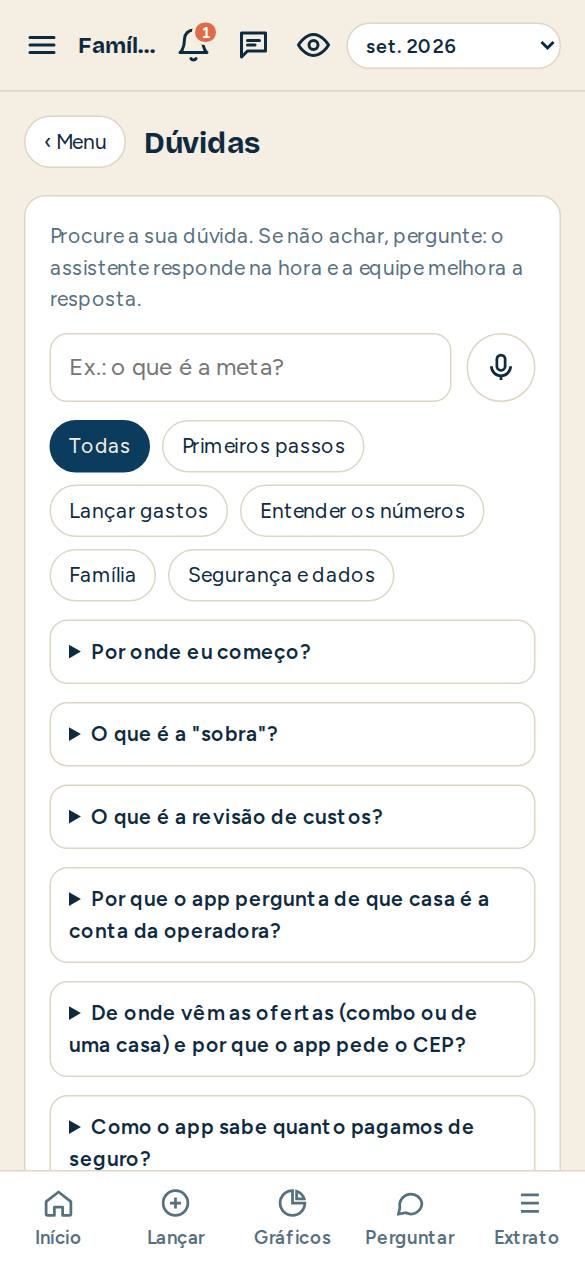 Famíl...
1
set. 2026
‹ Menu
Dúvidas
Procure a sua dúvida. Se não achar, pergunte: o
assistente responde na hora e a equipe melhora a
resposta.
Ex.: o que é a meta?
Todas
Primeiros passos
Lançar gastos
Entender os números
Família
Segurança e dados
Por onde eu começo?
O que é a "sobra"?
O que é a revisão de custos?
Por que o app pergunta de que casa é a
conta da operadora?
De onde vêm as ofertas (combo ou de
uma casa) e por que o app pede o CEP?
Como o app sabe quanto pagamos de
seguro?
Início
Lançar
Gráficos
Perguntar
Extrato